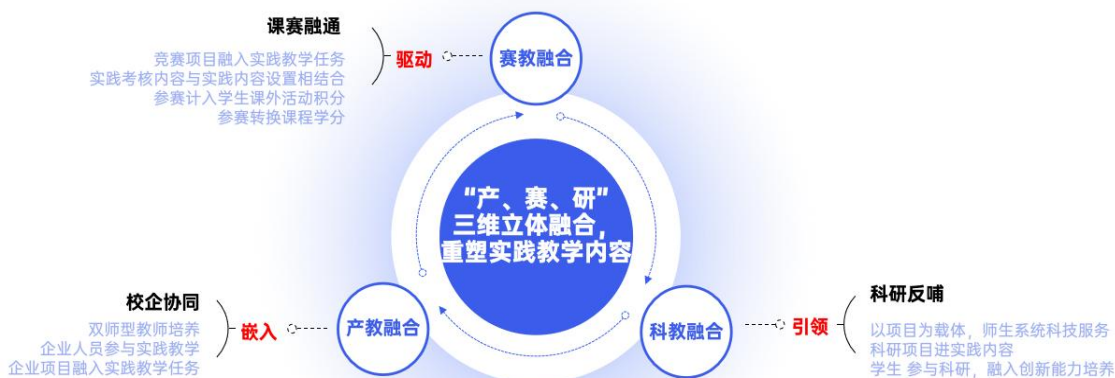 课赛融通
竞赛项目融入实践教学任务
实践考核内容与实践内容设置相结合
参赛计入学生课外活动积分
参赛转换课程学分
驱动
赛教融合
“产、赛、研”
三维立体融合，
重塑实践教学内容
校企协同
双师型教师培养
企业人员参与实践教学
企业项目融入实践教学任务
嵌入
产教融合
科教融合
引领
科研反哺
以项目为载体，师生系统科技服务
科研项目进实践内容
学生 参与科研，融入创新能力培养